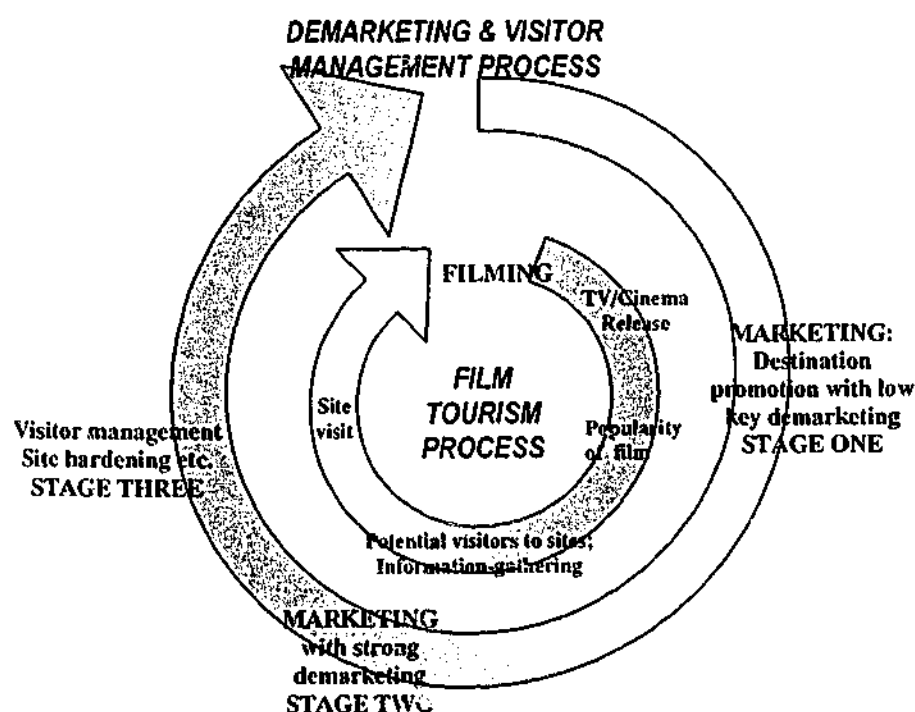 DEMARKETING & VISITOR
MANAGEMENT PROCESS
FILMING
TV/Cinema
Release
MARKETING:
Destination
promotion with low
key demarketing
STAGE ONE
FILM
TOURISM
PROCESS
Popularity
of film
Site
visit
Visitor management
Site hardening etc.
STAGE THREE
Potential visitors to sites;
Information-gathering
MARKETING
with strong
demarketing
STAGE TWO